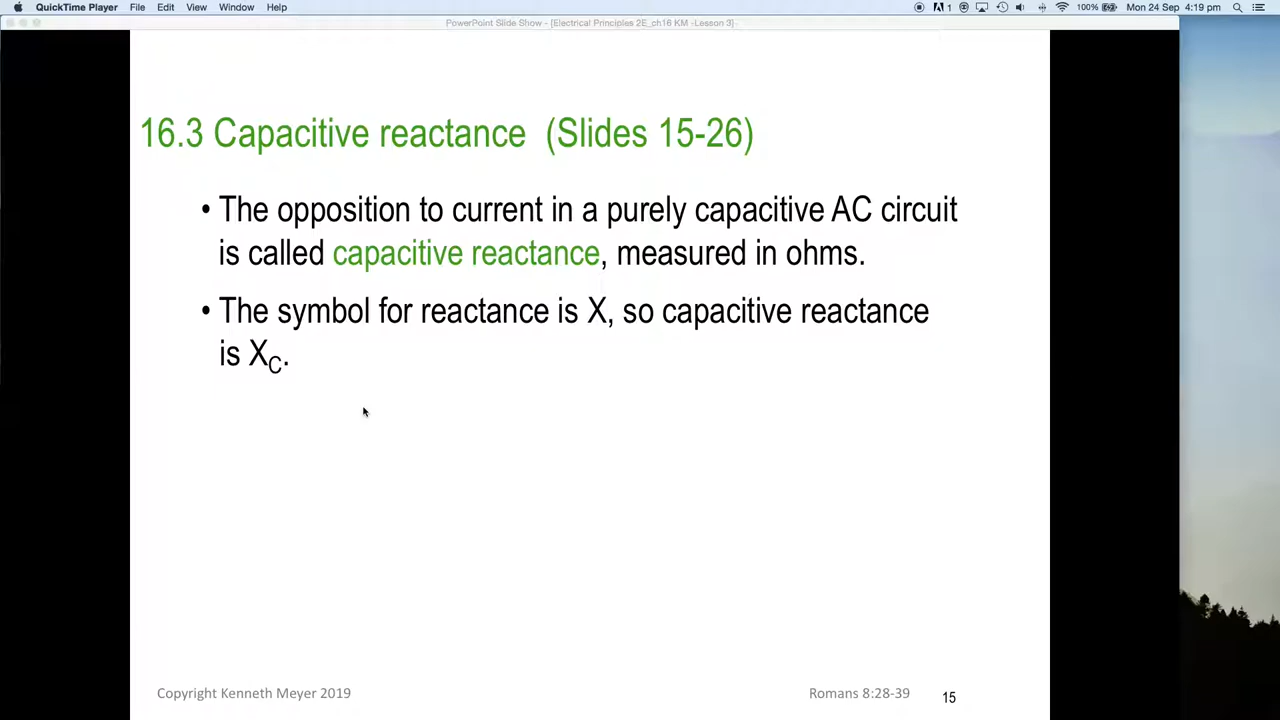 QuickTime Player File Edit View Window Help 1 100% Mon 24 Sep 4:19 pm
PowerPoint Slide Show - [Electrical Principles 2E_ch16 KM -Lesson 3]
16.3 Capacitive reactance (Slides 15-26)
• The opposition to current in a purely capacitive AC circuit
is called capacitive reactance, measured in ohms.
• The symbol for reactance is X, so capacitive reactance
is XC.
Copyright Kenneth Meyer 2019 Romans 8:28-39 15